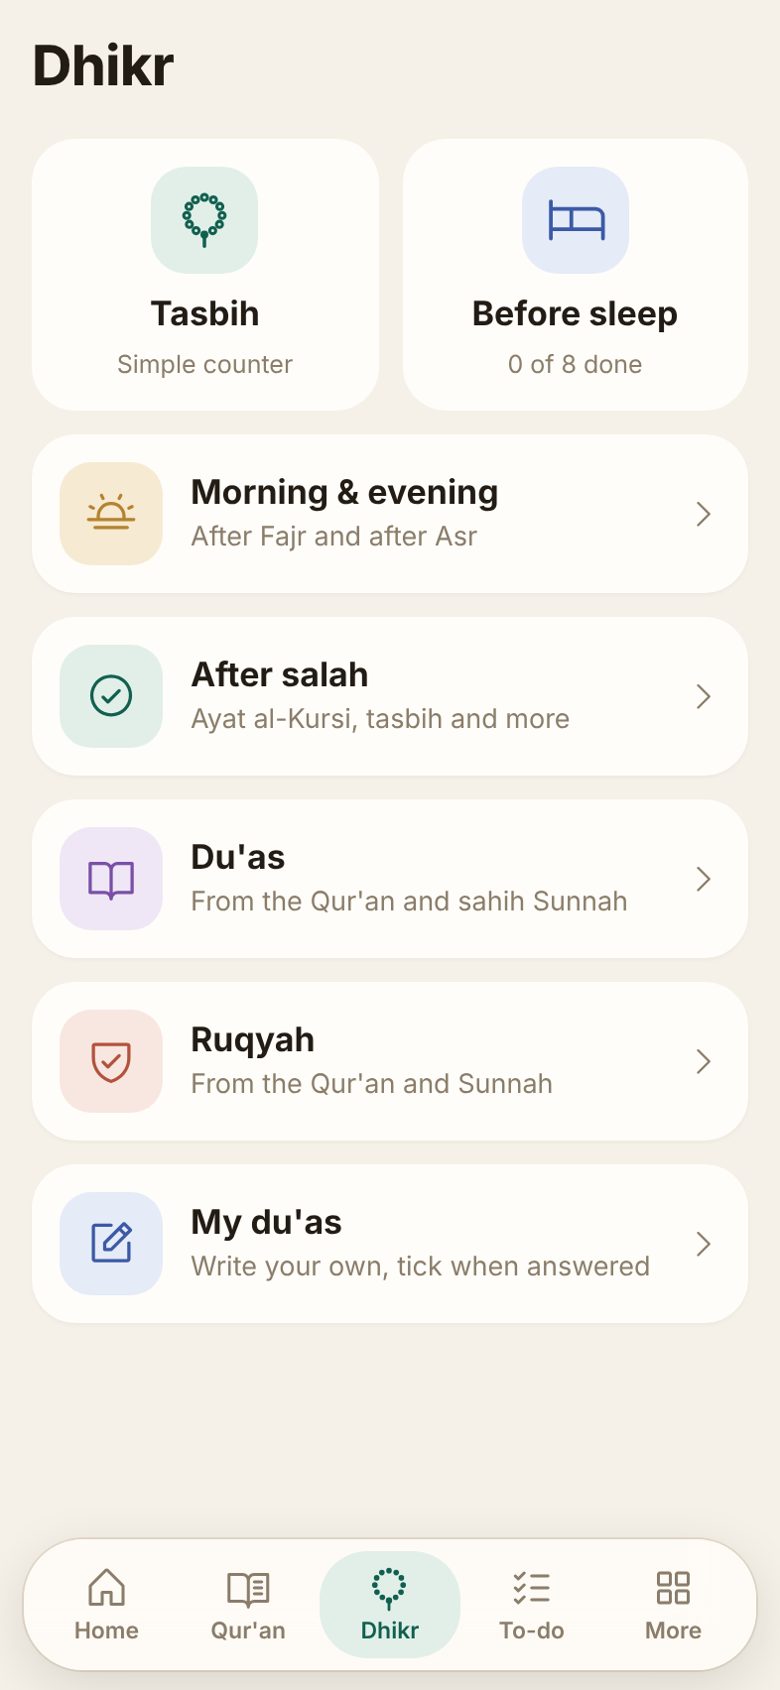 Dhikr
Tasbih
Simple counter
Before sleep
0 of 8 done
Morning & evening
After Fajr and after Asr
After salah
Ayat al-Kursi, tasbih and more
Du'as
From the Qur'an and sahih Sunnah
Ruqyah
From the Qur'an and Sunnah
My du'as
Write your own, tick when answered
Home
Qur'an
Dhikr
To-do
More